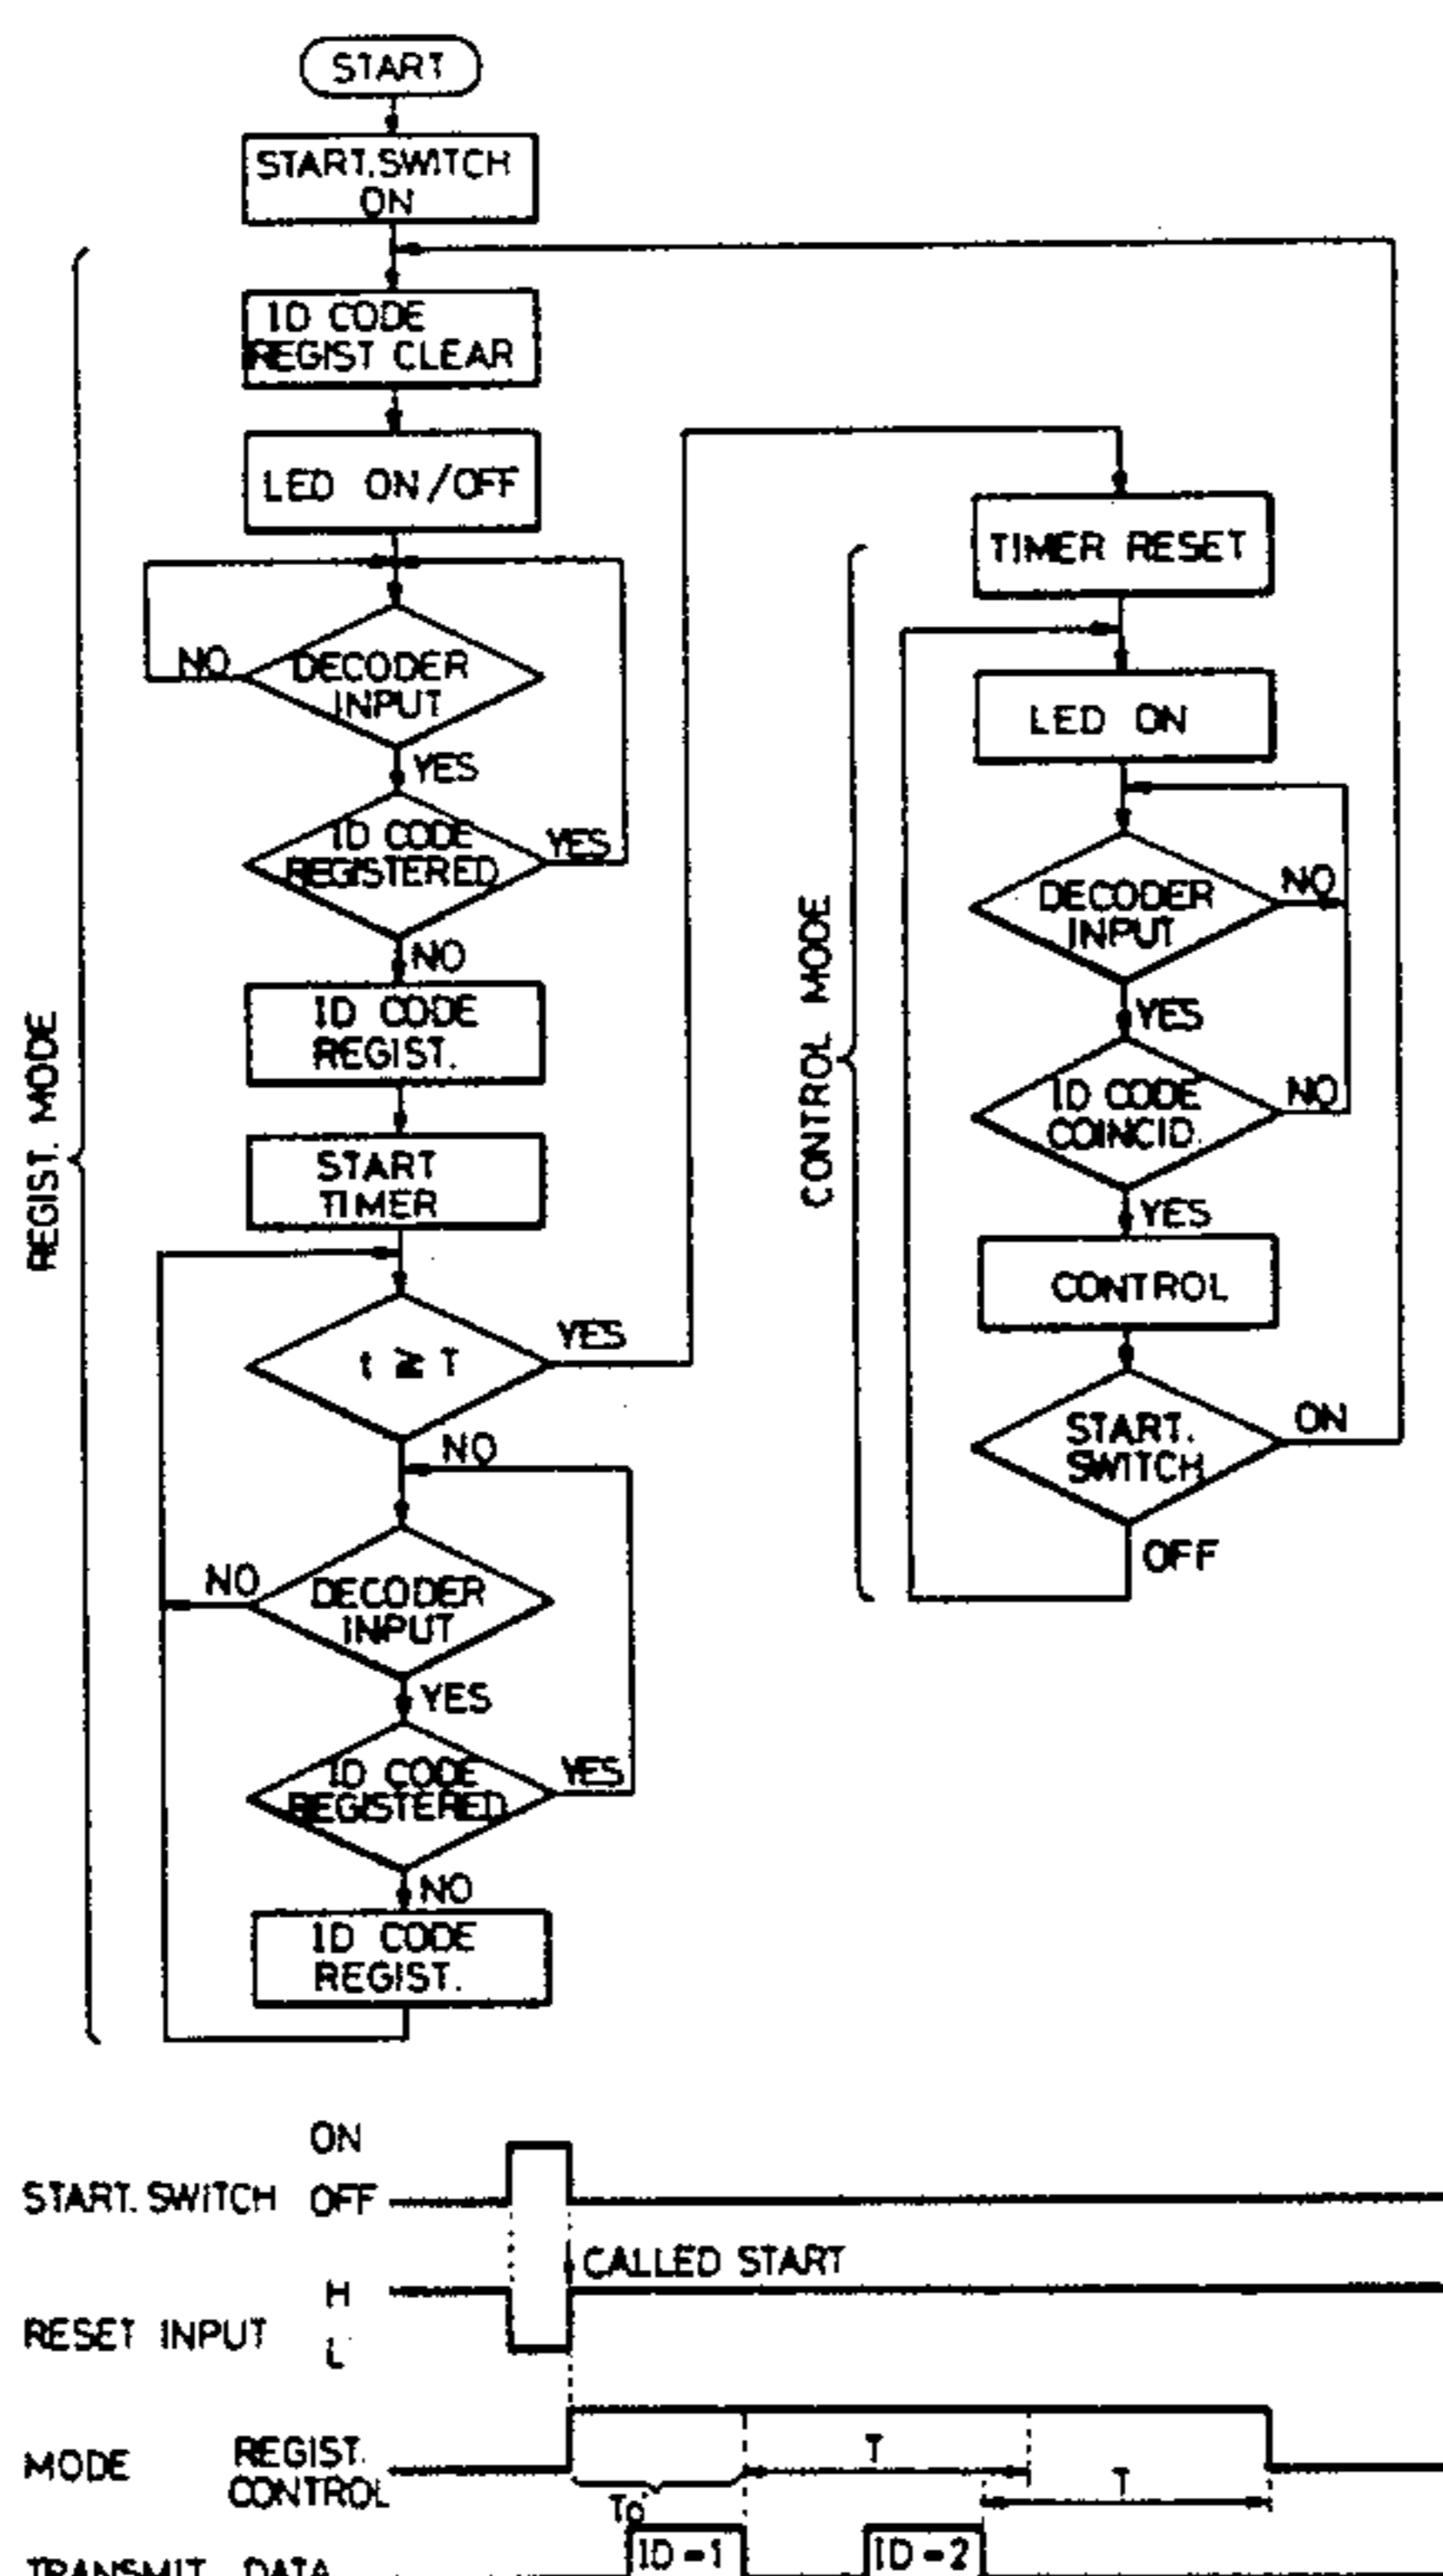 START
START.SWITCH
ON
ID CODE
REGIST CLEAR
LED ON/OFF
NO
DECODER
INPUT
YES
ID CODE
REGISTERED
YES
NO
ID CODE
REGIST.
START
TIMER
t ≧ T
YES
NO
NO
DECODER
INPUT
YES
ID CODE
REGISTERED
YES
NO
ID CODE
REGIST.
REGIST. MODE
TIMER RESET
LED ON
DECODER
INPUT
NO
YES
ID CODE
COINCID.
NO
YES
CONTROL
START.
SWITCH
ON
OFF
CONTROL MODE
ON
START. SWITCH OFF
CALLED START
H
RESET INPUT
L
MODE REGIST.
CONTROL
To
T
T
TRANSMIT DATA
ID=1
ID=2